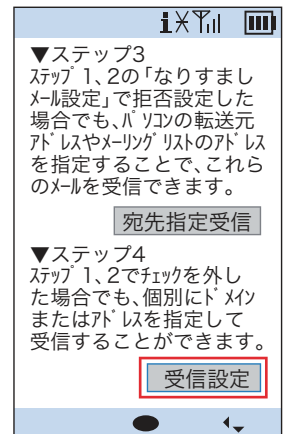 ▼ステップ3
ｽﾃｯﾌﾟ1、2の「なりすまし
ﾒｰﾙ設定」で拒否設定した
場合でも、ﾊﾟｿｺﾝの転送元
ｱﾄﾞﾚｽやﾒｰﾘﾝｸﾞﾘｽﾄのｱﾄﾞﾚｽ
を指定することで、これら
のﾒｰﾙを受信できます。
宛先指定受信
▼ステップ4
ｽﾃｯﾌﾟ1、2でﾁｪｯｸを外し
た場合でも、個別にﾄﾞﾒｲﾝ
またはｱﾄﾞﾚｽを指定して
受信することができます。
受信設定